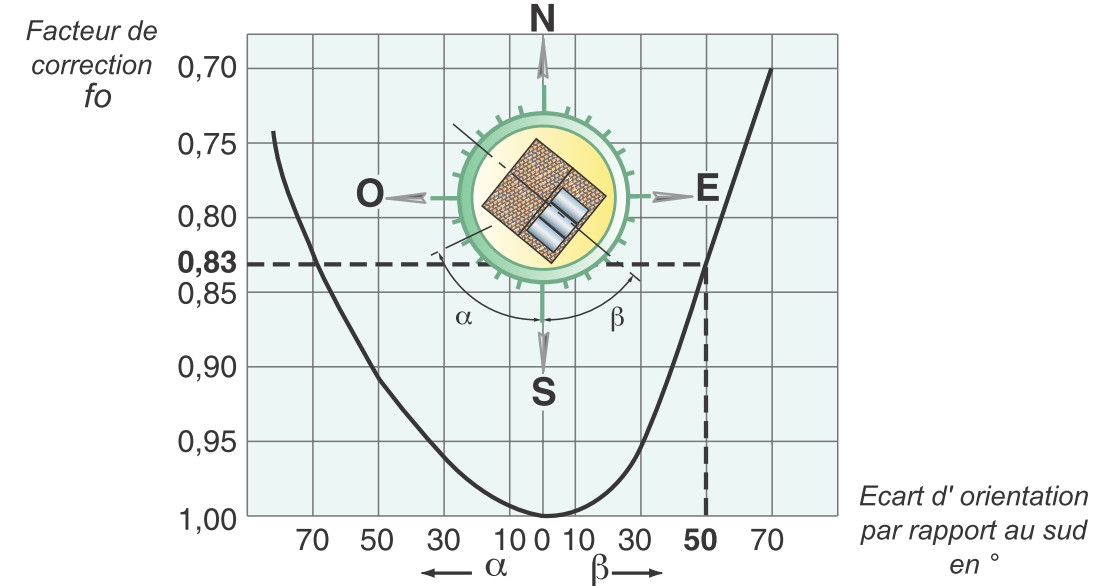 Facteur de
correction
fo
N
0,70
0,75
O
E
0,80
0,83
0,85
α
β
0,90
S
0,95
1,00
70 50 30 10 0 10 30 50 70
α β
Ecart d' orientation
par rapport au sud
en °